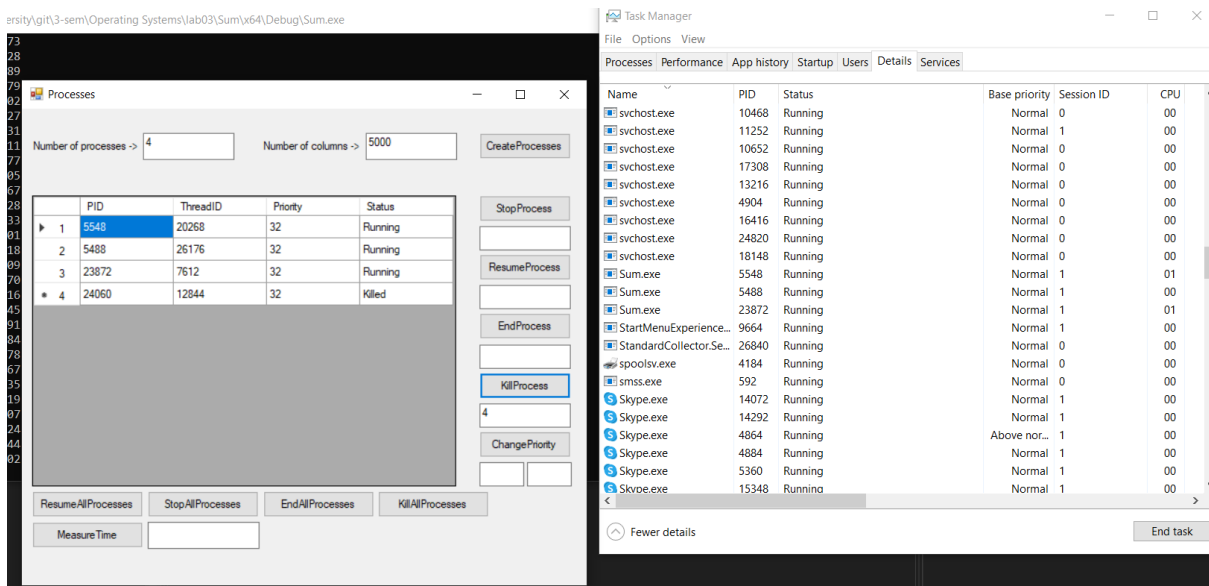 ersity\git\3-sem\Operating Systems\lab03\Sum\x64\Debug\Sum.exe
73
28
89
79
02
27
31
11
77
05
67
28
33
01
18
09
70
16
45
91
84
78
67
35
19
07
24
44
02
Processes
Number of processes -> 4 Number of columns -> 5000 CreateProcesses
PID ThreadID Priority Status
1 5548 20268 32 Running
2 5488 26176 32 Running
3 23872 7612 32 Running
4 24060 12844 32 Killed
StopProcess
ResumeProcess
EndProcess
KillProcess
4
ChangePriority
ResumeAllProcesses StopAllProcesses EndAllProcesses KillAllProcesses
MeasureTime
Task Manager
File Options View
Processes Performance App history Startup Users Details Services
Name PID Status Base priority Session ID CPU
svchost.exe 10468 Running Normal 0 00
svchost.exe 11252 Running Normal 1 00
svchost.exe 10652 Running Normal 0 00
svchost.exe 17308 Running Normal 0 00
svchost.exe 13216 Running Normal 0 00
svchost.exe 4904 Running Normal 0 00
svchost.exe 16416 Running Normal 0 00
svchost.exe 24820 Running Normal 0 00
svchost.exe 18148 Running Normal 0 00
Sum.exe 5548 Running Normal 1 01
Sum.exe 5488 Running Normal 1 00
Sum.exe 23872 Running Normal 1 01
StartMenuExperience... 9664 Running Normal 1 00
StandardCollector.Se... 26840 Running Normal 0 00
spoolsv.exe 4184 Running Normal 0 00
smss.exe 592 Running Normal 0 00
Skype.exe 14072 Running Normal 1 00
Skype.exe 14292 Running Normal 1 00
Skype.exe 4864 Running Above nor... 1 00
Skype.exe 4884 Running Normal 1 00
Skype.exe 5360 Running Normal 1 00
Skype.exe 15348 Running Normal 1 00
Fewer details End task